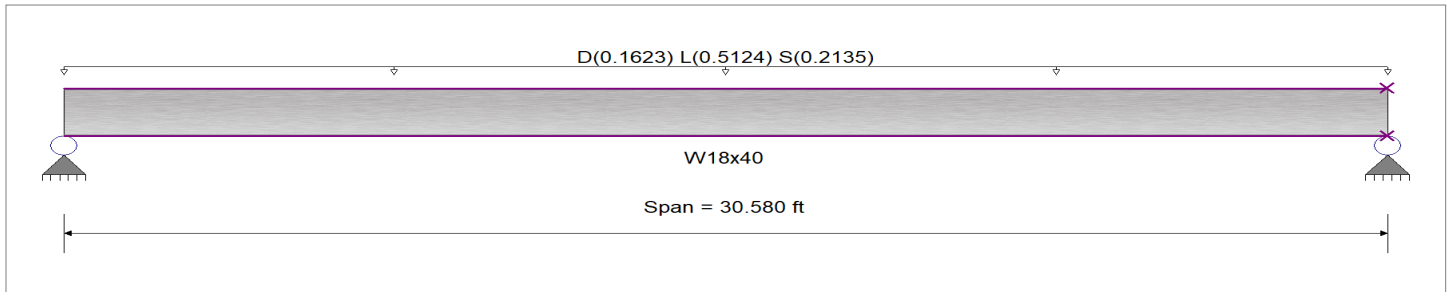 D(0.1623) L(0.5124) S(0.2135)
W18x40
Span = 30.580 ft